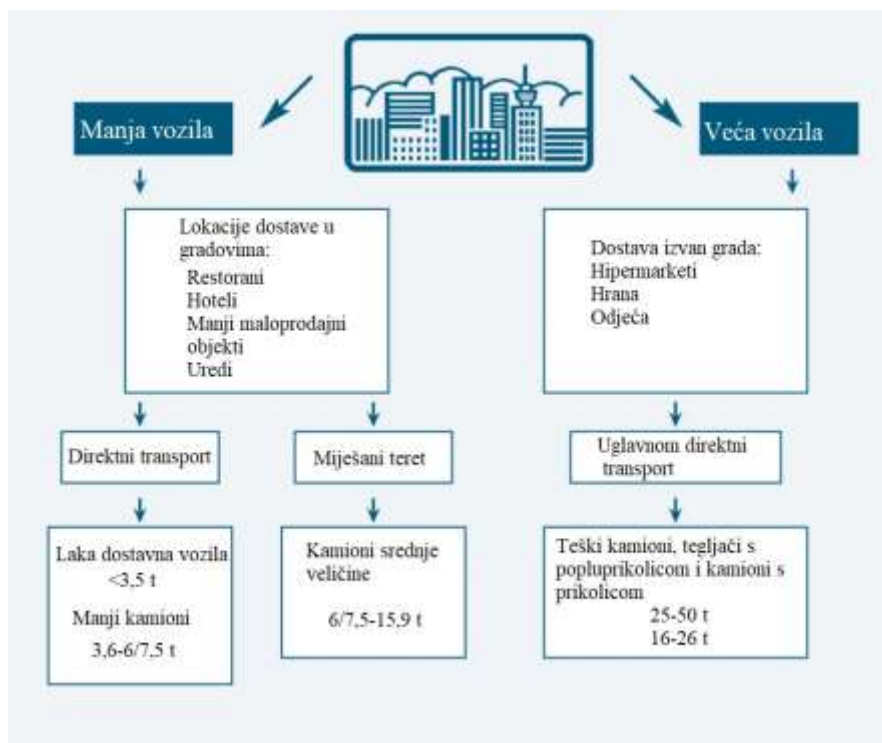 Manja vozila
Veća vozila
Lokacije dostave u
gradovima:
Restorani
Hoteli
Manji maloprodajni
objekti
Uredi
Dostava izvan grada:
Hipermarketi
Hrana
Odjeća
Direktni transport
Miješani teret
Uglavnom direktni
transport
Laka dostavna vozila
<3,5 t
Manji kamioni
3,6-6/7,5 t
Kamioni srednje
veličine
6/7,5-15,9 t
Teški kamioni, tegljači s
popluprikolicom i kamioni s
prikolicom
25-50 t
16-26 t